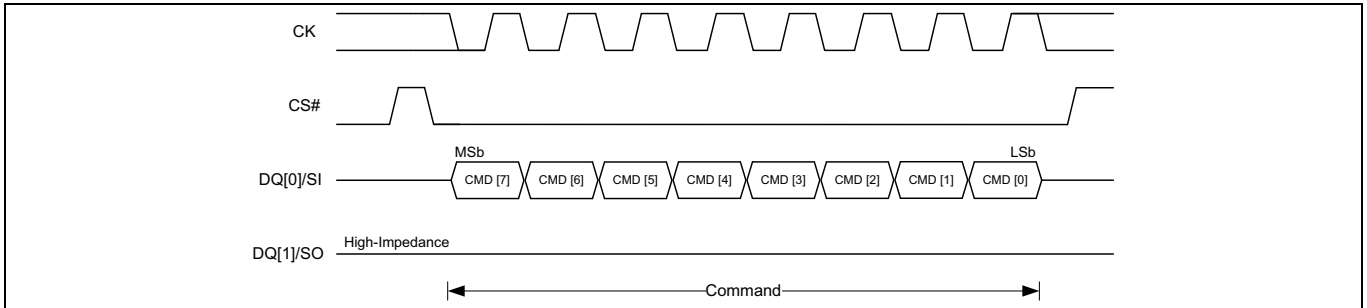 CK
CS#
MSb LSb
DQ[0]/SI CMD [7] CMD [6] CMD [5] CMD [4] CMD [3] CMD [2] CMD [1] CMD [0]
High-Impedance
DQ[1]/SO
Command